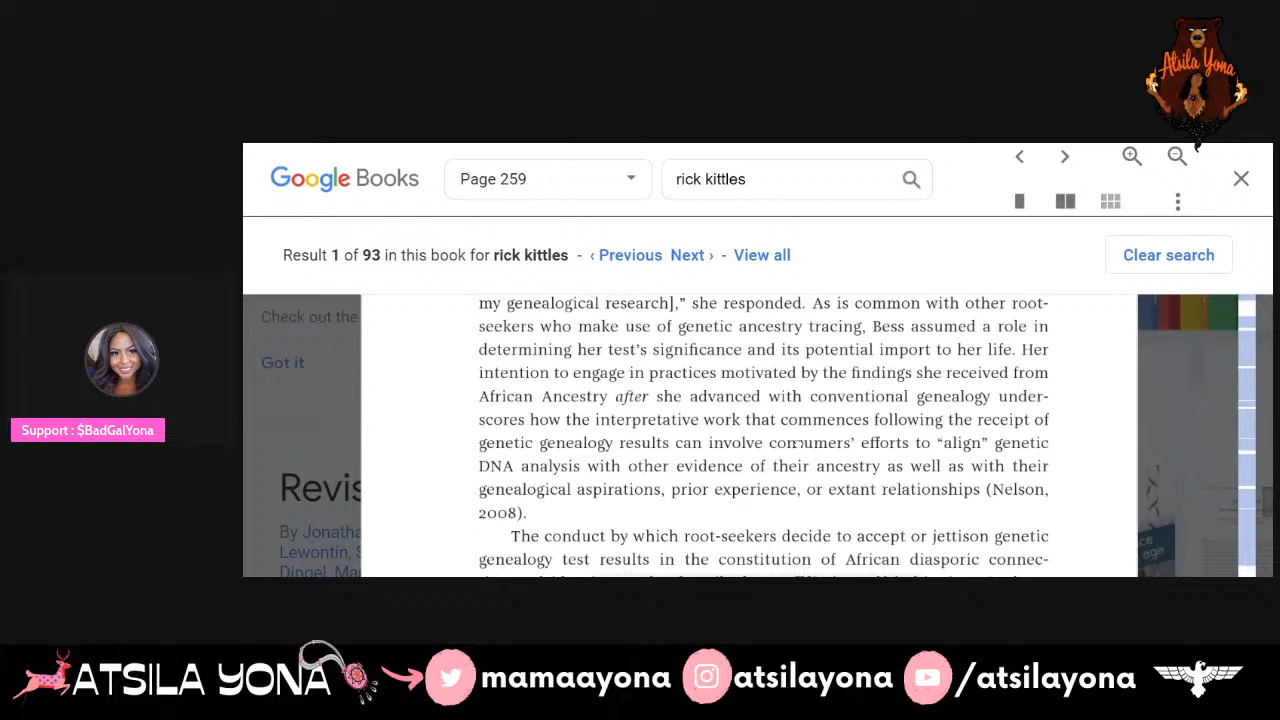 Atsila Yona
Google Books
Page 259
rick kittles
Result 1 of 93 in this book for rick kittles - ‹ Previous Next › - View all
Clear search
Check out the
Got it
my genealogical research],” she responded. As is common with other root-
seekers who make use of genetic ancestry tracing, Bess assumed a role in
determining her test’s significance and its potential import to her life. Her
intention to engage in practices motivated by the findings she received from
African Ancestry after she advanced with conventional genealogy under-
scores how the interpretative work that commences following the receipt of
genetic genealogy results can involve consumers’ efforts to “align” genetic
DNA analysis with other evidence of their ancestry as well as with their
genealogical aspirations, prior experience, or extant relationships (Nelson,
2008).
The conduct by which root-seekers decide to accept or jettison genetic
genealogy test results in the constitution of African diasporic connec-
Revis
By Jonatha
Lewontin, S
Dingel, Mar
Support : $BadGalYona
ATSILA YONA
mamaayona
atsilayona
/atsilayona